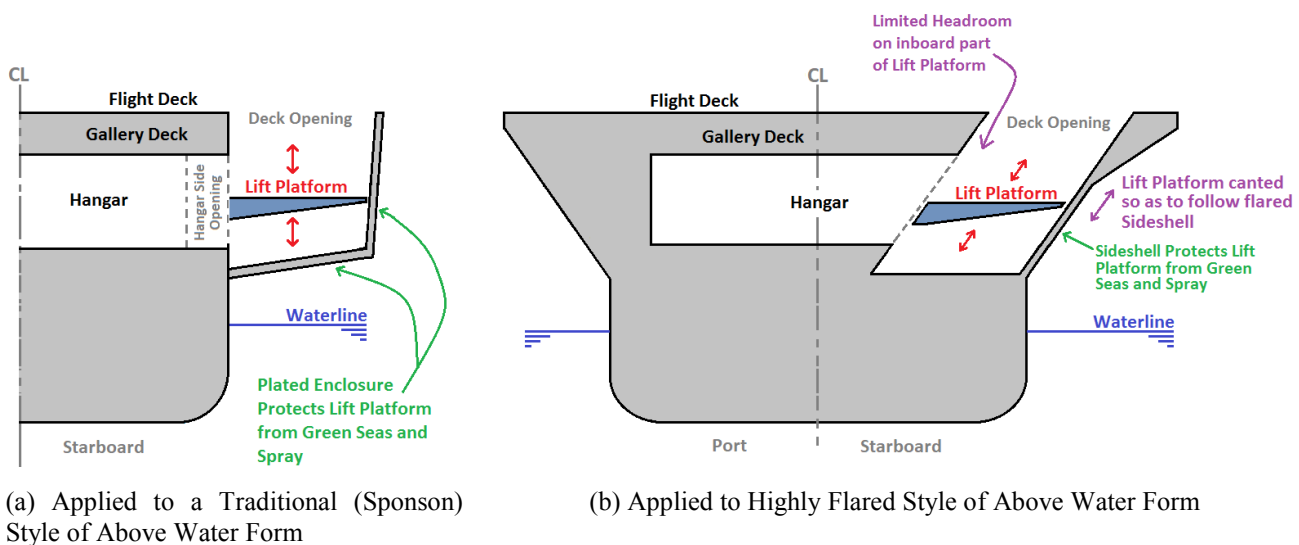 CL
Flight Deck
Gallery Deck
Deck Opening
Hangar Side
Opening
Lift Platform
Hangar
Waterline
Plated Enclosure
Protects Lift Platform
from Green Seas and
Spray
Starboard
(a) Applied to a Traditional (Sponson)
Style of Above Water Form
Limited Headroom
on inboard part
of Lift Platform
CL
Flight Deck
Gallery Deck
Deck Opening
Lift Platform
Hangar
Lift Platform canted
so as to follow flared
Sideshell
Sideshell Protects Lift
Platform from Green
Seas and Spray
Waterline
Port
Starboard
(b) Applied to Highly Flared Style of Above Water Form